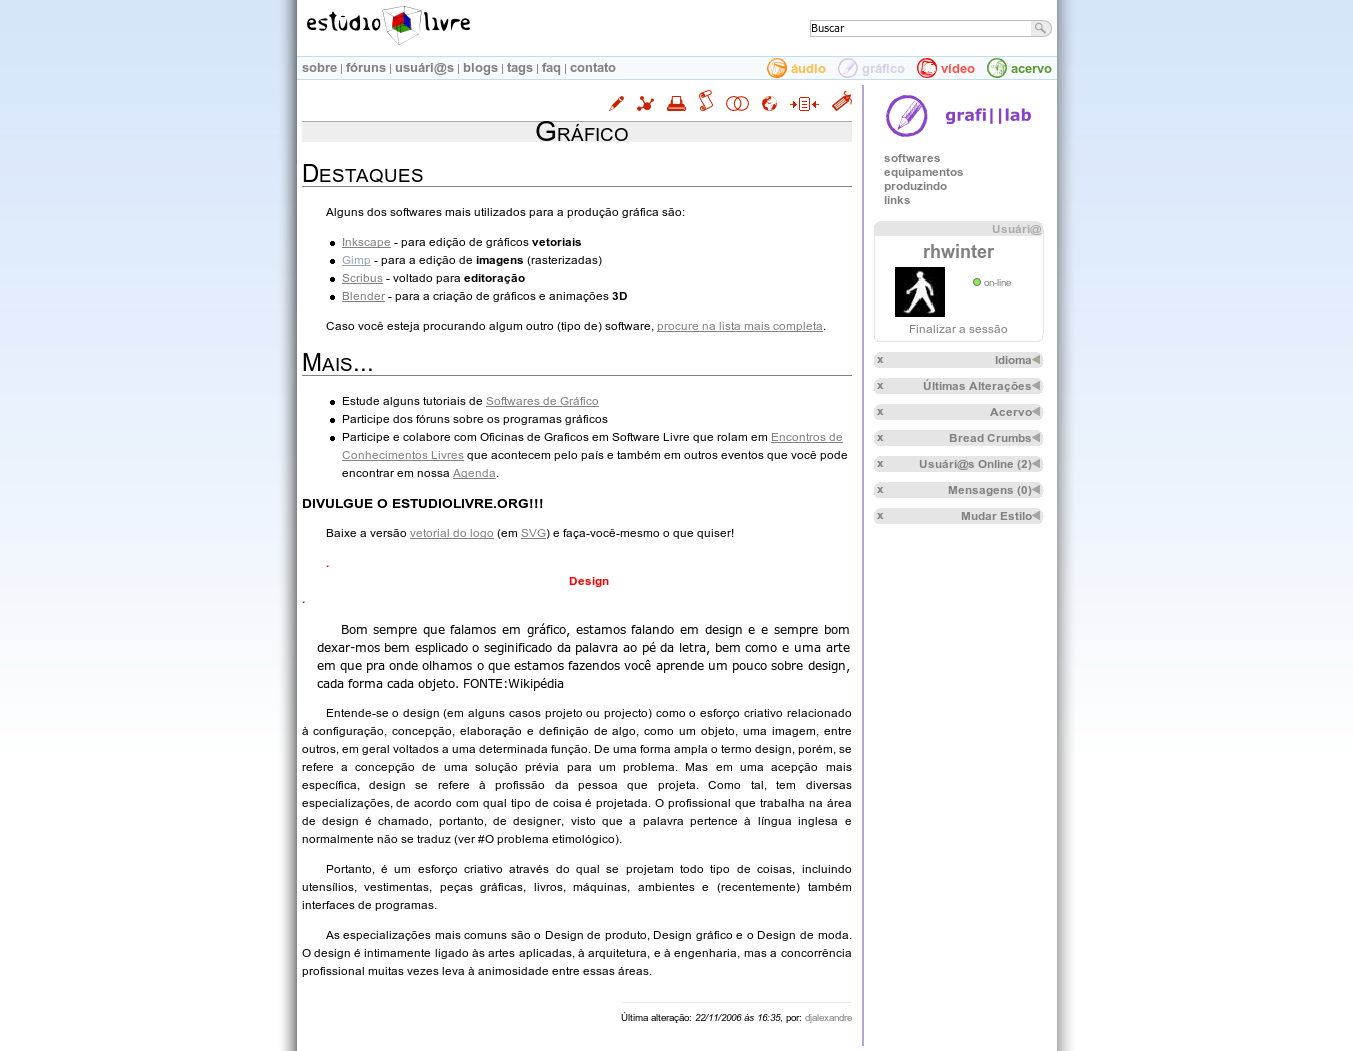 estúdio livre
Buscar
sobre | fóruns | usuári@s | blogs | tags | faq | contato
áudio gráfico vídeo acervo
Gráfico
Destaques
Alguns dos softwares mais utilizados para a produção gráfica são:
Inkscape - para edição de gráficos vetoriais
Gimp - para a edição de imagens (rasterizadas)
Scribus - voltado para editoração
Blender - para a criação de gráficos e animações 3D
Caso você esteja procurando algum outro (tipo de) software, procure na lista mais completa.
Mais...
Estude alguns tutoriais de Softwares de Gráfico
Participe dos fóruns sobre os programas gráficos
Participe e colabore com Oficinas de Graficos em Software Livre que rolam em Encontros de
Conhecimentos Livres que acontecem pelo país e também em outros eventos que você pode
encontrar em nossa Agenda.
DIVULGUE O ESTUDIOLIVRE.ORG!!!
Baixe a versão vetorial do logo (em SVG) e faça-você-mesmo o que quiser!
.
Design
.
Bom sempre que falamos em gráfico, estamos falando em design e e sempre bom
dexar-mos bem esplicado o seginificado da palavra ao pé da letra, bem como e uma arte
em que pra onde olhamos o que estamos fazendos você aprende um pouco sobre design,
cada forma cada objeto. FONTE:Wikipédia
Entende-se o design (em alguns casos projeto ou projecto) como o esforço criativo relacionado
à configuração, concepção, elaboração e definição de algo, como um objeto, uma imagem, entre
outros, em geral voltados a uma determinada função. De uma forma ampla o termo design, porém, se
refere a concepção de uma solução prévia para um problema. Mas em uma acepção mais
específica, design se refere à profissão da pessoa que projeta. Como tal, tem diversas
especializações, de acordo com qual tipo de coisa é projetada. O profissional que trabalha na área
de design é chamado, portanto, de designer, visto que a palavra pertence à língua inglesa e
normalmente não se traduz (ver #O problema etimológico).
Portanto, é um esforço criativo através do qual se projetam todo tipo de coisas, incluindo
utensílios, vestimentas, peças gráficas, livros, máquinas, ambientes e (recentemente) também
interfaces de programas.
As especializações mais comuns são o Design de produto, Design gráfico e o Design de moda.
O design é intimamente ligado às artes aplicadas, à arquitetura, e à engenharia, mas a concorrência
profissional muitas vezes leva à animosidade entre essas áreas.
Última alteração: 22/11/2006 às 16:35, por: djalexandre
grafi||lab
softwares
equipamentos
produzindo
links
Usuári@
rhwinter
on-line
Finalizar a sessão
x Idioma
x Últimas Alterações
x Acervo
x Bread Crumbs
x Usuári@s Online (2)
x Mensagens (0)
x Mudar Estilo